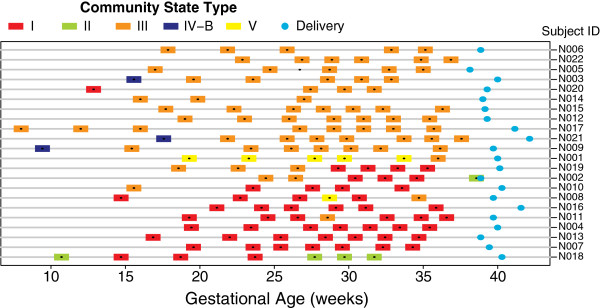 Community State Type
I II III IV-B V Delivery
Subject ID
N006
N022
N005
N003
N020
N014
N015
N012
N017
N021
N009
N001
N019
N002
N010
N008
N016
N011
N004
N013
N007
N018
10 15 20 25 30 35 40
Gestational Age (weeks)